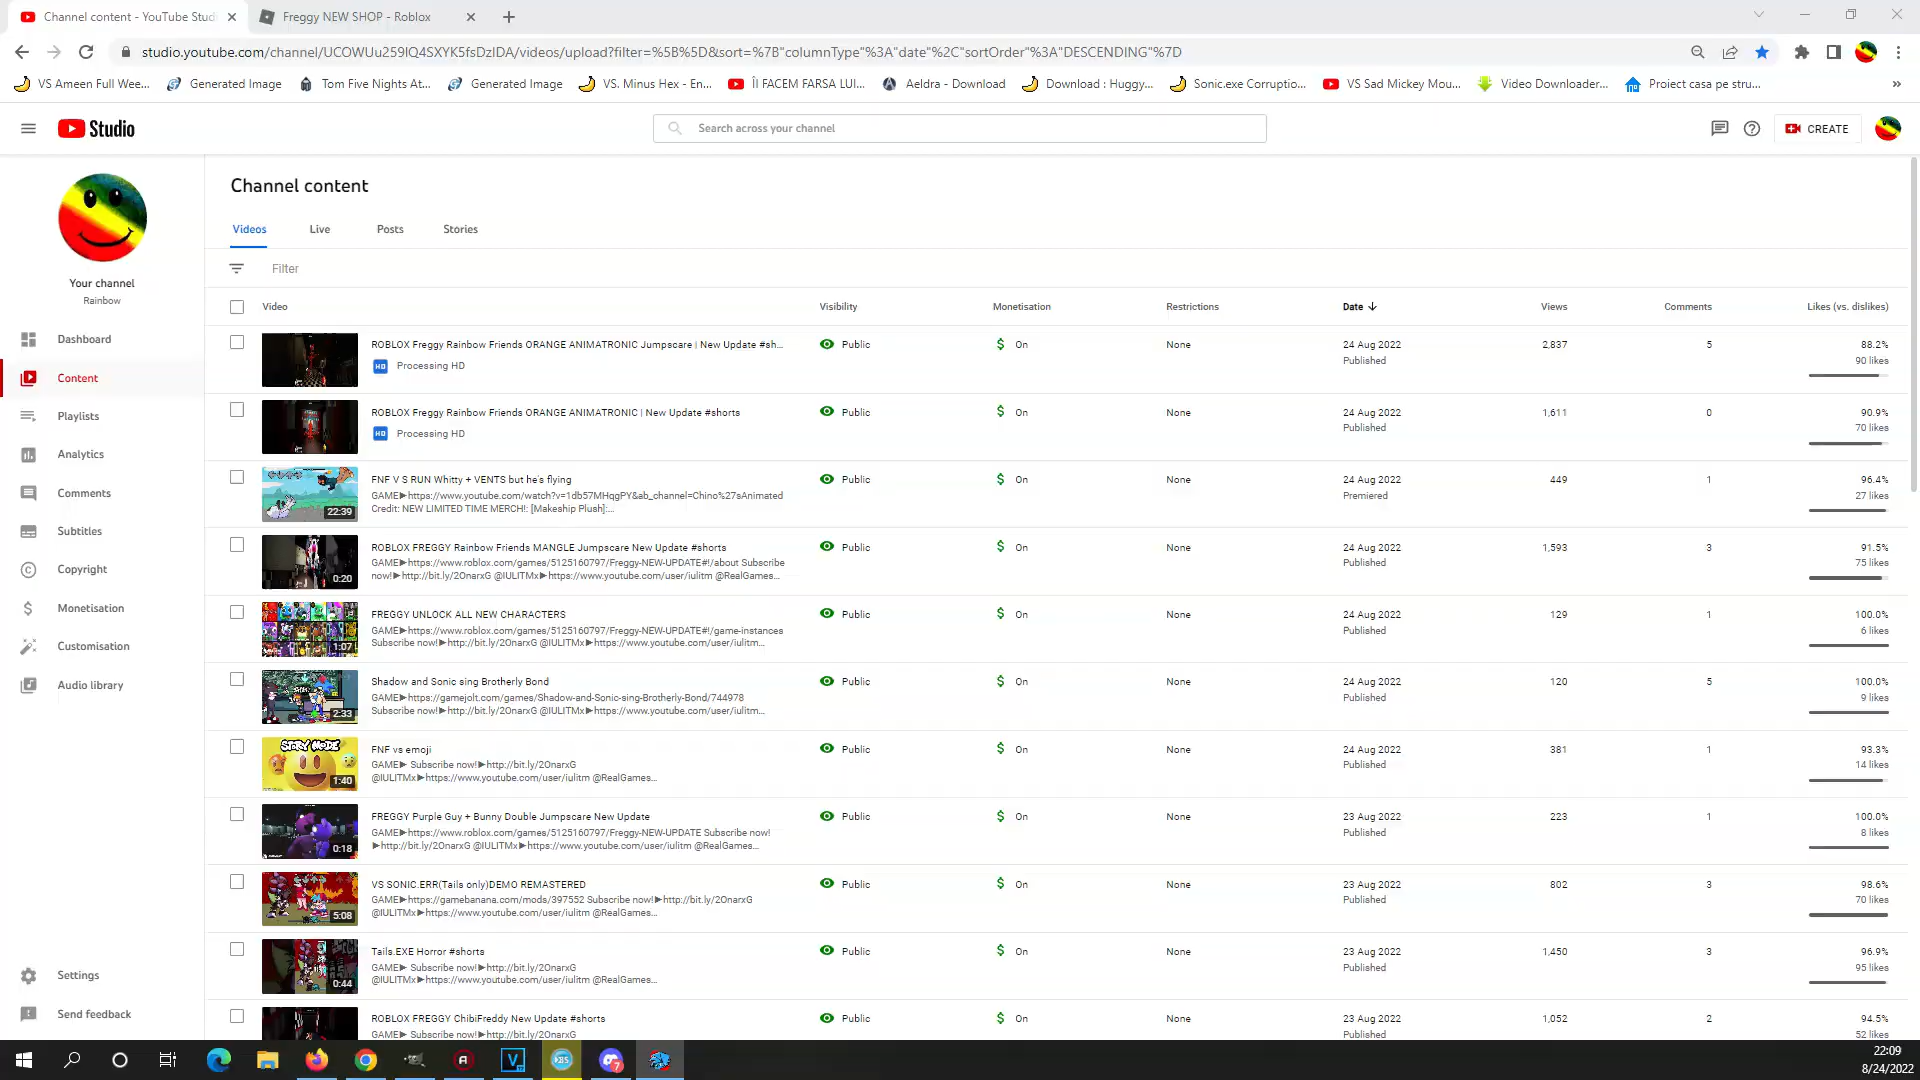 Channel content - YouTube Studi
Freggy NEW SHOP - Roblox
studio.youtube.com/channel/UCOWUu259IQ4SXYK5fsDzIDA/videos/upload?filter=%5B%5D&sort=%7B"columnType"%3A"date"%2C"sortOrder"%3A"DESCENDING"%7D
VS Ameen Full Wee...
Generated Image
Tom Five Nights At...
Generated Image
VS. Minus Hex - En...
ÎI FACEM FARSA LUI...
Aeldra - Download
Download : Huggy...
Sonic.exe Corruptio...
VS Sad Mickey Mou...
Video Downloader...
Proiect casa pe stru...
»
Studio
Search across your channel
CREATE
Your channel
Rainbow
Dashboard
Content
Playlists
Analytics
Comments
Subtitles
Copyright
Monetisation
Customisation
Audio library
Settings
Send feedback
Channel content
Videos Live Posts Stories
Filter
Video Visibility Monetisation Restrictions Date Views Comments Likes (vs. dislikes)
ROBLOX Freggy Rainbow Friends ORANGE ANIMATRONIC Jumpscare | New Update #sh... Public On None 24 Aug 2022 2,837 5 88.2%
HD Processing HD Published 90 likes
ROBLOX Freggy Rainbow Friends ORANGE ANIMATRONIC | New Update #shorts Public On None 24 Aug 2022 1,611 0 90.9%
HD Processing HD Published 70 likes
FNF V S RUN Whitty + VENTS but he's flying Public On None 24 Aug 2022 449 1 96.4%
GAME►https://www.youtube.com/watch?v=1db57MHqgPY&ab_channel=Chino%27sAnimated Premiered 27 likes
Credit: NEW LIMITED TIME MERCH!: [Makeship Plush]:...
22:39
ROBLOX FREGGY Rainbow Friends MANGLE Jumpscare New Update #shorts Public On None 24 Aug 2022 1,593 3 91.5%
GAME►https://www.roblox.com/games/5125160797/Freggy-NEW-UPDATE#!/about Subscribe Published 75 likes
now!►http://bit.ly/2OnarxG @IULITMx►https://www.youtube.com/user/iulitm @RealGames...
0:20
FREGGY UNLOCK ALL NEW CHARACTERS Public On None 24 Aug 2022 129 1 100.0%
GAME►https://www.roblox.com/games/5125160797/Freggy-NEW-UPDATE#!/game-instances Published 6 likes
Subscribe now!►http://bit.ly/2OnarxG @IULITMx►https://www.youtube.com/user/iulitm...
1:07
Shadow and Sonic sing Brotherly Bond Public On None 24 Aug 2022 120 5 100.0%
GAME►https://gamejolt.com/games/Shadow-and-Sonic-sing-Brotherly-Bond/744978 Published 9 likes
Subscribe now!►http://bit.ly/2OnarxG @IULITMx►https://www.youtube.com/user/iulitm...
2:33
FNF vs emoji Public On None 24 Aug 2022 381 1 93.3%
GAME► Subscribe now!►http://bit.ly/2OnarxG Published 14 likes
@IULITMx►https://www.youtube.com/user/iulitm @RealGames...
STORY MODE
1:40
FREGGY Purple Guy + Bunny Double Jumpscare New Update Public On None 23 Aug 2022 223 1 100.0%
GAME►https://www.roblox.com/games/5125160797/Freggy-NEW-UPDATE Subscribe now! Published 8 likes
►http://bit.ly/2OnarxG @IULITMx►https://www.youtube.com/user/iulitm @RealGames...
0:18
VS SONIC.ERR(Tails only)DEMO REMASTERED Public On None 23 Aug 2022 802 3 98.6%
GAME►https://gamebanana.com/mods/397552 Subscribe now!►http://bit.ly/2OnarxG Published 70 likes
@IULITMx►https://www.youtube.com/user/iulitm @RealGames...
5:08
Tails.EXE Horror #shorts Public On None 23 Aug 2022 1,450 3 96.9%
GAME► Subscribe now!►http://bit.ly/2OnarxG Published 95 likes
@IULITMx►https://www.youtube.com/user/iulitm @RealGames...
0:44
ROBLOX FREGGY ChibiFreddy New Update #shorts Public On None 23 Aug 2022 1,052 2 94.5%
GAME► Subscribe now!►http://bit.ly/2OnarxG Published 52 likes
22:09
8/24/2022